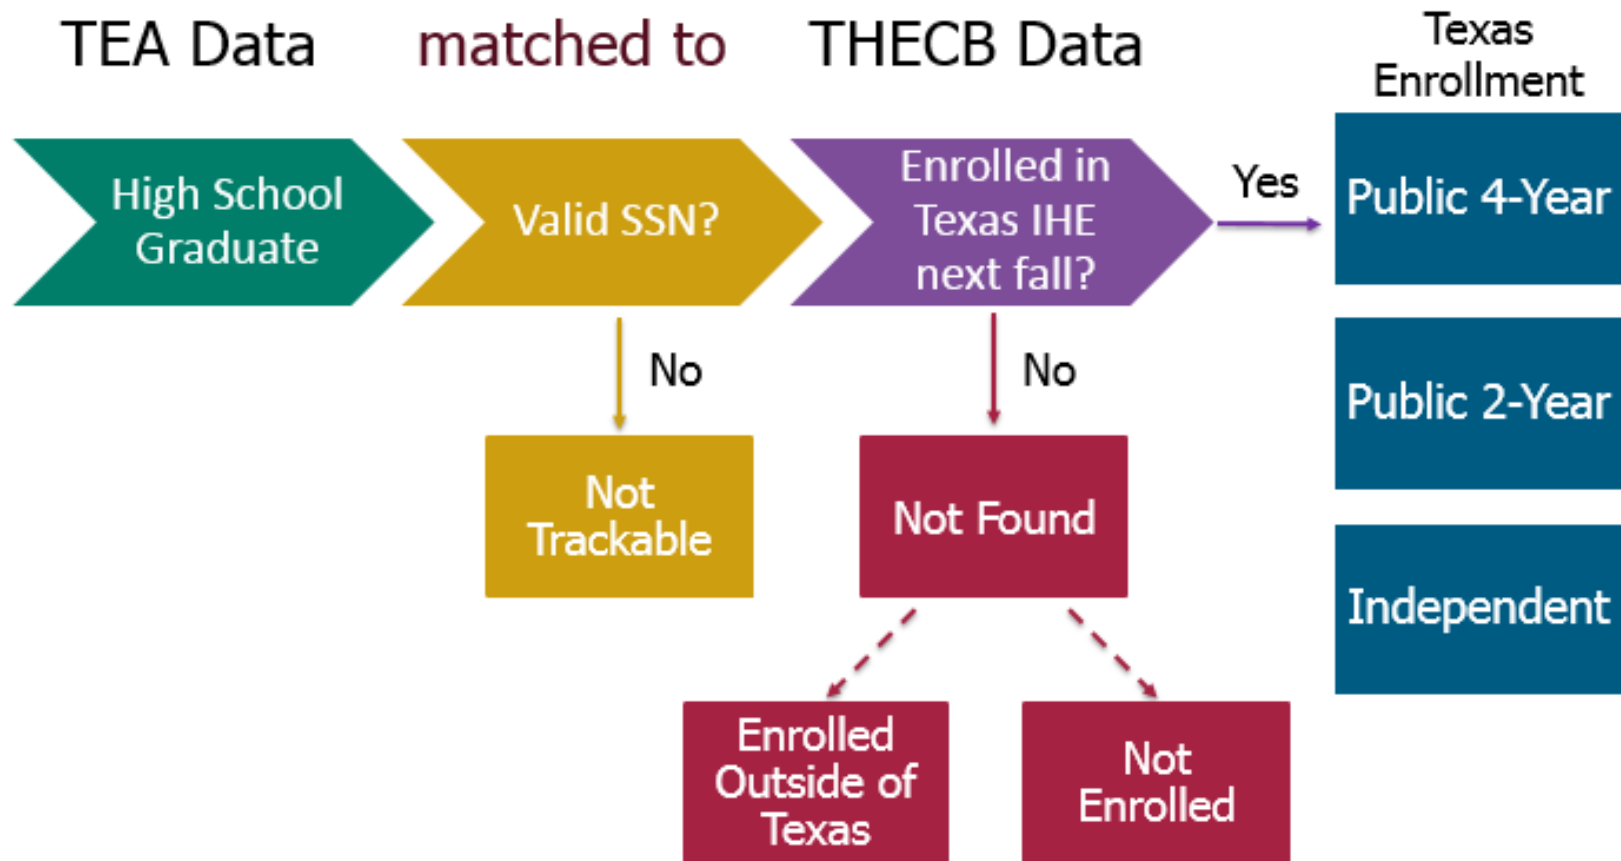 TEA Data matched to THECB Data
Texas
Enrollment
High School
Graduate
Valid SSN?
Enrolled in
Texas IHE
next fall?
Yes
Public 4-Year
No
No
Public 2-Year
Not
Trackable
Not Found
Independent
Enrolled
Outside of
Texas
Not
Enrolled